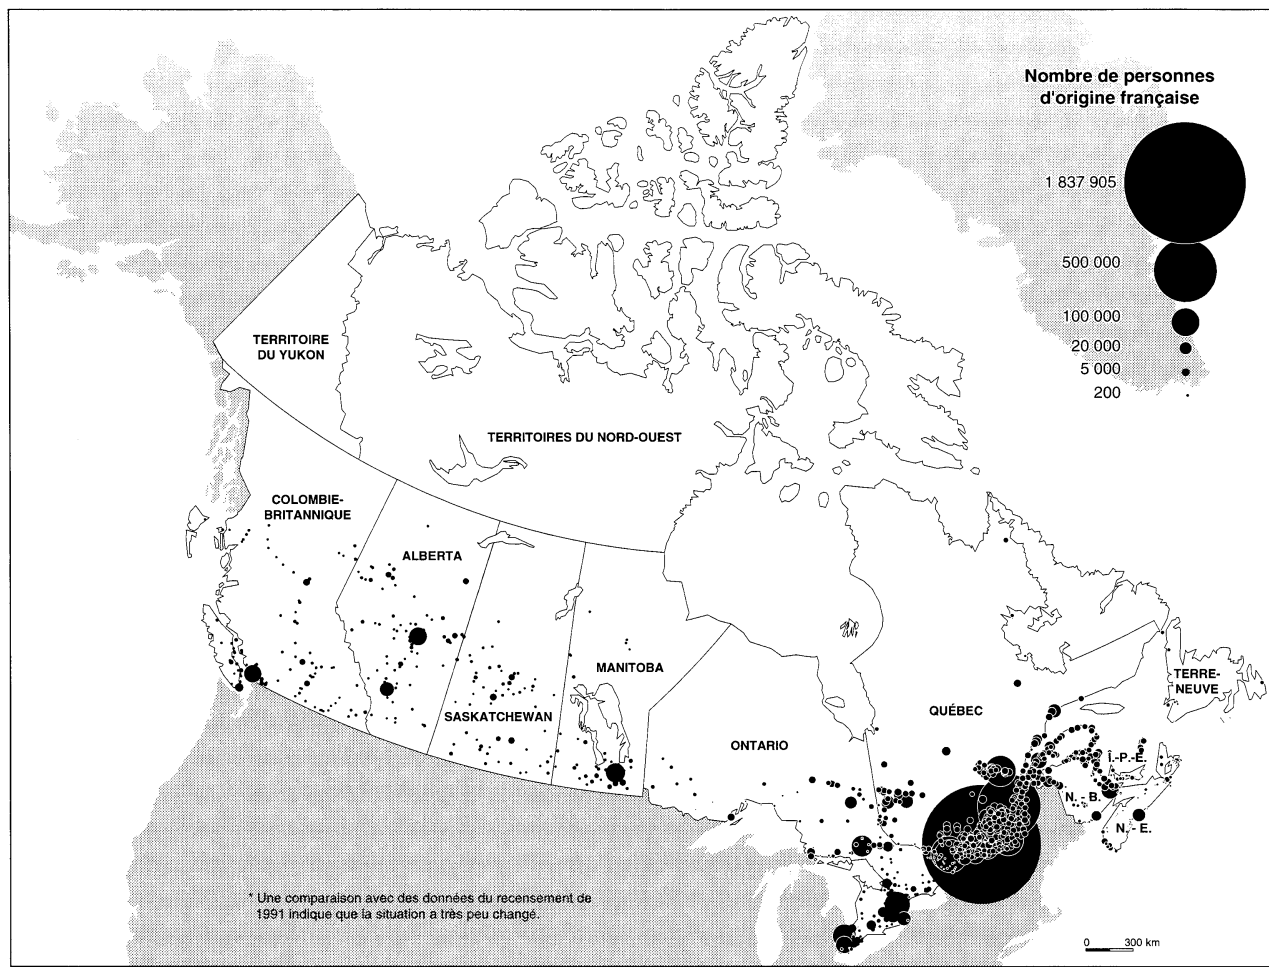 Nombre de personnes
d'origine française
1 837 905
500 000
100 000
20 000
5 000
200
TERRITOIRE
DU YUKON
TERRITOIRES DU NORD-OUEST
COLOMBIE-
BRITANNIQUE
ALBERTA
MANITOBA
SASKATCHEWAN
ONTARIO
QUÉBEC
TERRE-
NEUVE
Î.-P.-E.
N. - B.
N. - E.
* Une comparaison avec des données du recensement de
1991 indique que la situation a très peu changé.
0 300 km